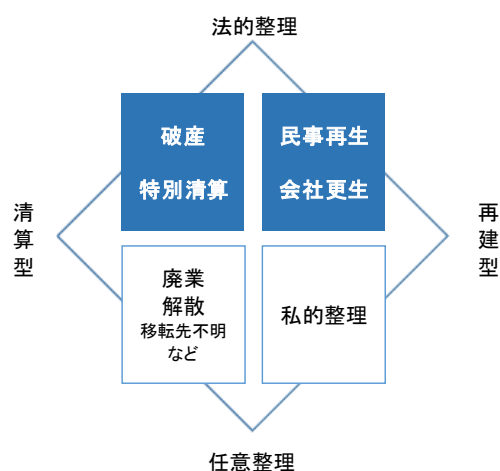 法的整理
破産
特別清算
民事再生
会社更生
清算型
再建型
廃業
解散
移転先不明
など
私的整理
任意整理